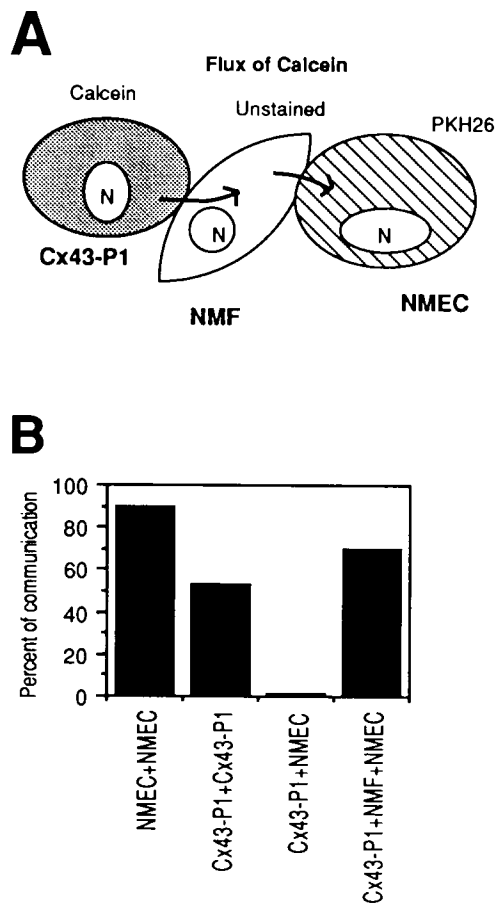 A
Flux of Calcein
Calcein
Unstained
PKH26
N
N
N
Cx43-P1
NMF
NMEC
B
Percent of communication
100
80
60
40
20
0
NMEC+NMEC
Cx43-P1+Cx43-P1
Cx43-P1+NMEC
Cx43-P1+NMF+NMEC